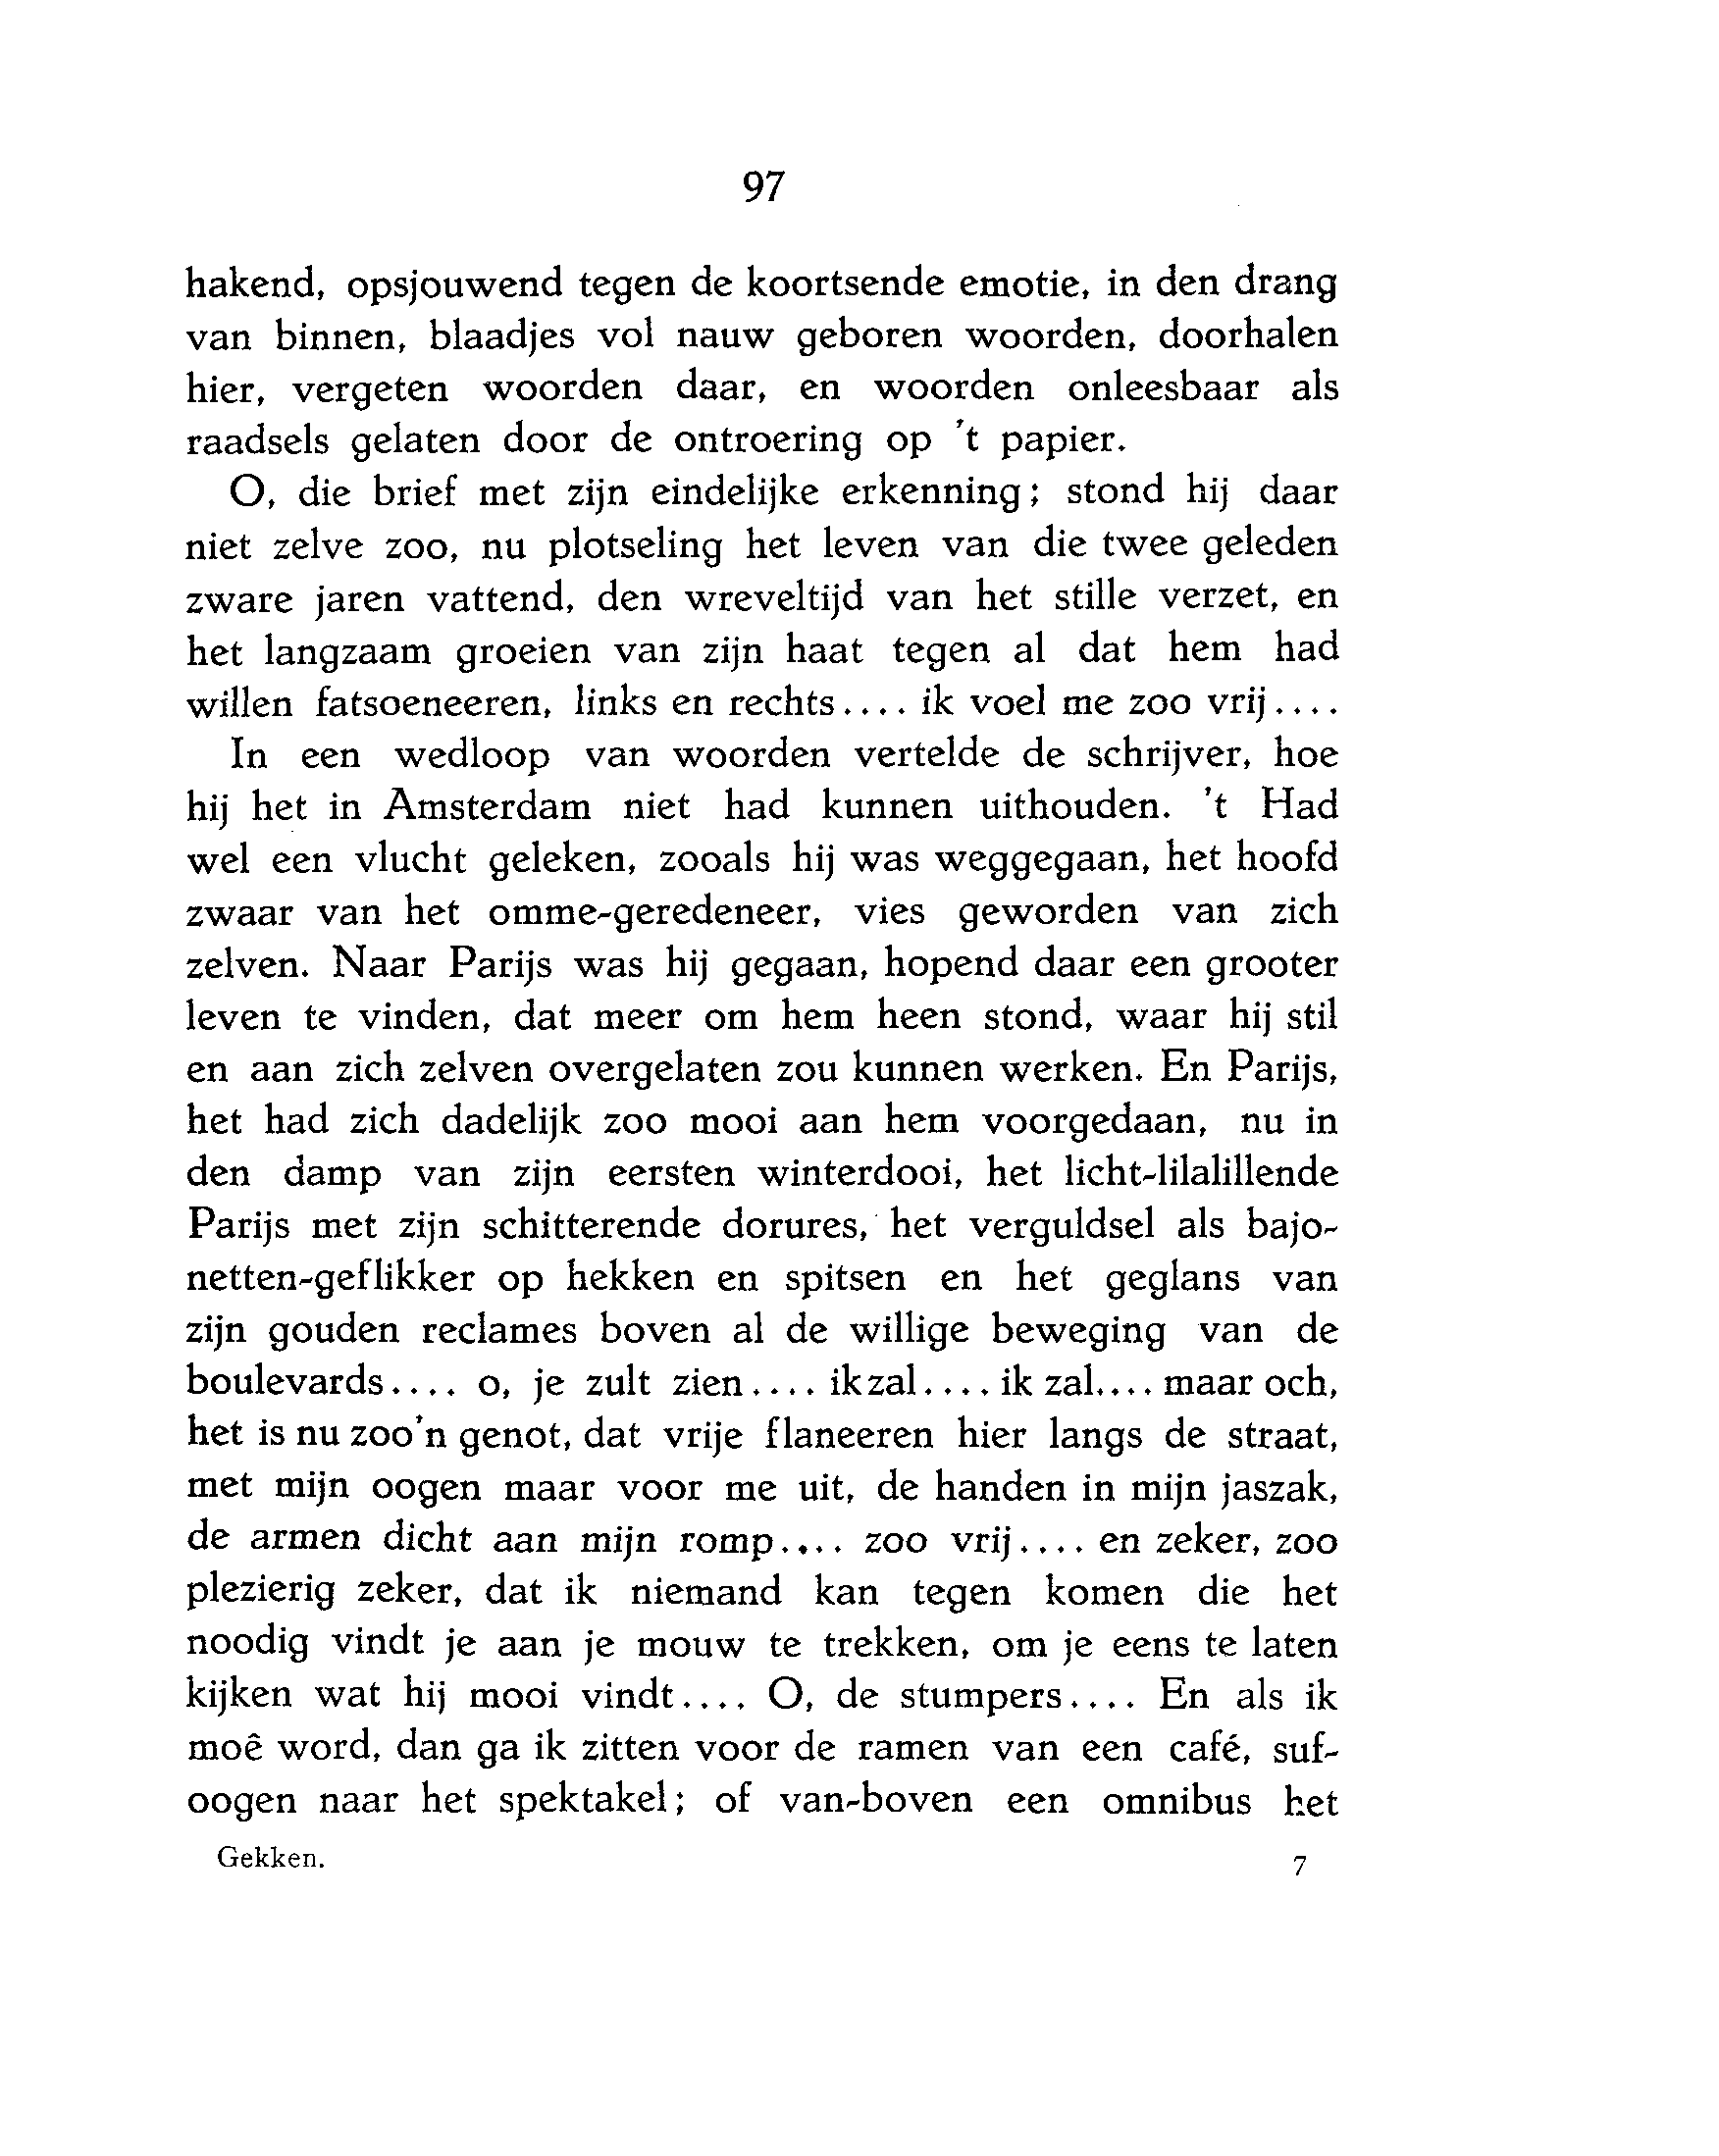 97
hakend, opsjouwend tegen de koortsende emotie, in den drang
van binnen, blaadjes vol nauw geboren woorden, doorhalen
hier, vergeten woorden daar, en woorden onleesbaar als
raadsels gelaten door de ontroering op 't papier.
O, die brief met zijn eindelijke erkenning; stond hij daar
niet zelve zoo, nu plotseling het leven van die twee geleden
zware jaren vattend, den wreveltijd van het stille verzet, en
het langzaam groeien van zijn haat tegen al dat hem had
willen fatsoeneeren, links en rechts.... ik voel me zoo vrij....
In een wedloop van woorden vertelde de schrijver, hoe
hij het in Amsterdam niet had kunnen uithouden. 't Had
wel een vlucht geleken, zooals hij was weggegaan, het hoofd
zwaar van het omme-geredeneer, vies geworden van zich
zelven. Naar Parijs was hij gegaan, hopend daar een grooter
leven te vinden, dat meer om hem heen stond, waar hij stil
en aan zich zelven overgelaten zou kunnen werken. En Parijs,
het had zich dadelijk zoo mooi aan hem voorgedaan, nu in
den damp van zijn eersten winterdooi, het licht-lilalillende
Parijs met zijn schitterende dorures, het verguldsel als bajo-
netten-geflikker op hekken en spitsen en het geglans van
zijn gouden reclames boven al de willige beweging van de
boulevards.... o, je zult zien.... ik zal.... ik zal.... maar och,
het is nu zoo'n genot, dat vrije flaneeren hier langs de straat,
met mijn oogen maar voor me uit, de handen in mijn jaszak,
de armen dicht aan mijn romp.... zoo vrij.... en zeker, zoo
plezierig zeker, dat ik niemand kan tegen komen die het
noodig vindt je aan je mouw te trekken, om je eens te laten
kijken wat hij mooi vindt.... O, de stumpers.... En als ik
moê word, dan ga ik zitten voor de ramen van een café, suf-
oogen naar het spektakel; of van-boven een omnibus het
Gekken. 7